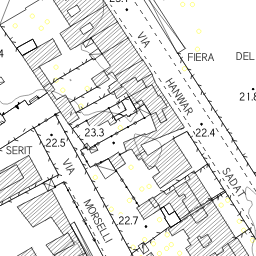 VIA
HANWAR
SADAT
FIERA
DEL
21.8
22.4
23.3
22.5
- SERIT
VIA
MORSELLI
22.7